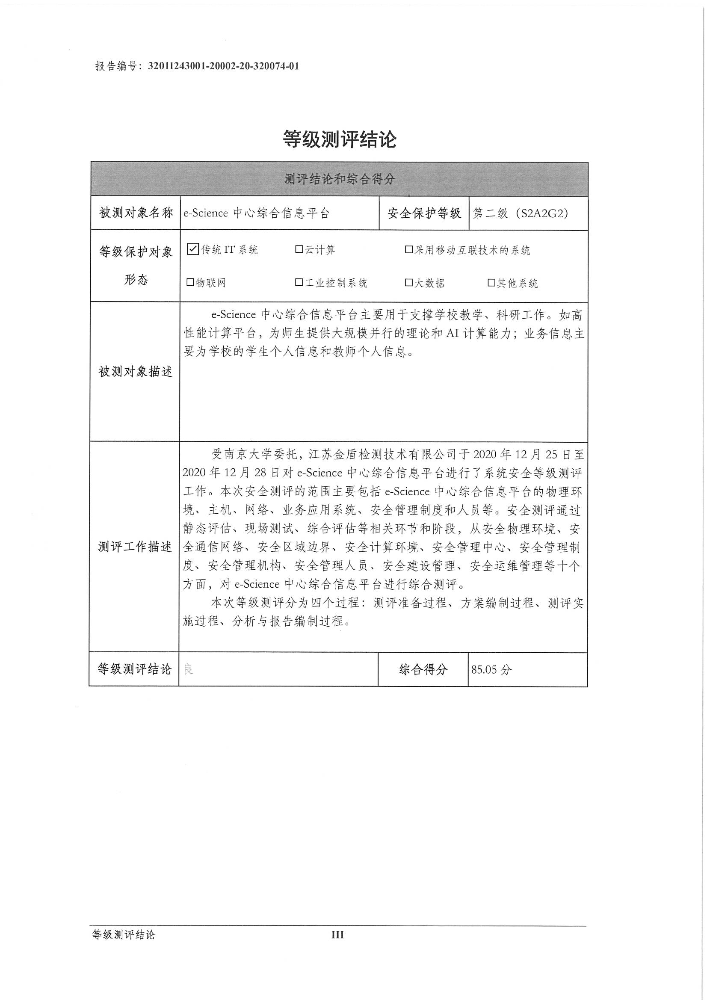 报告编号：32011243001-20002-20-320074-01
等级测评结论
测评结论和综合得分
被测对象名称 e-Science 中心综合信息平台 安全保护等级 第二级（S2A2G2）
等级保护对象形态
☑传统 IT 系统 □云计算 □采用移动互联技术的系统
□物联网 □工业控制系统 □大数据 □其他系统
被测对象描述
e-Science 中心综合信息平台主要用于支撑学校教学、科研工作。如高
性能计算平台，为师生提供大规模并行的理论和 AI 计算能力；业务信息主
要为学校的学生个人信息和教师个人信息。
测评工作描述
受南京大学委托，江苏金盾检测技术有限公司于 2020 年 12 月 25 日至
2020 年 12 月 28 日对 e-Science 中心综合信息平台进行了系统安全等级测评
工作。本次安全测评的范围主要包括 e-Science 中心综合信息平台的物理环
境、主机、网络、业务应用系统、安全管理制度和人员等。安全测评通过
静态评估、现场测试、综合评估等相关环节和阶段，从安全物理环境、安
全通信网络、安全区域边界、安全计算环境、安全管理中心、安全管理制
度、安全管理机构、安全管理人员、安全建设管理、安全运维管理等十个
方面，对 e-Science 中心综合信息平台进行综合测评。
本次等级测评分为四个过程：测评准备过程、方案编制过程、测评实
施过程、分析与报告编制过程。
等级测评结论 良 综合得分 85.05 分
等级测评结论 III